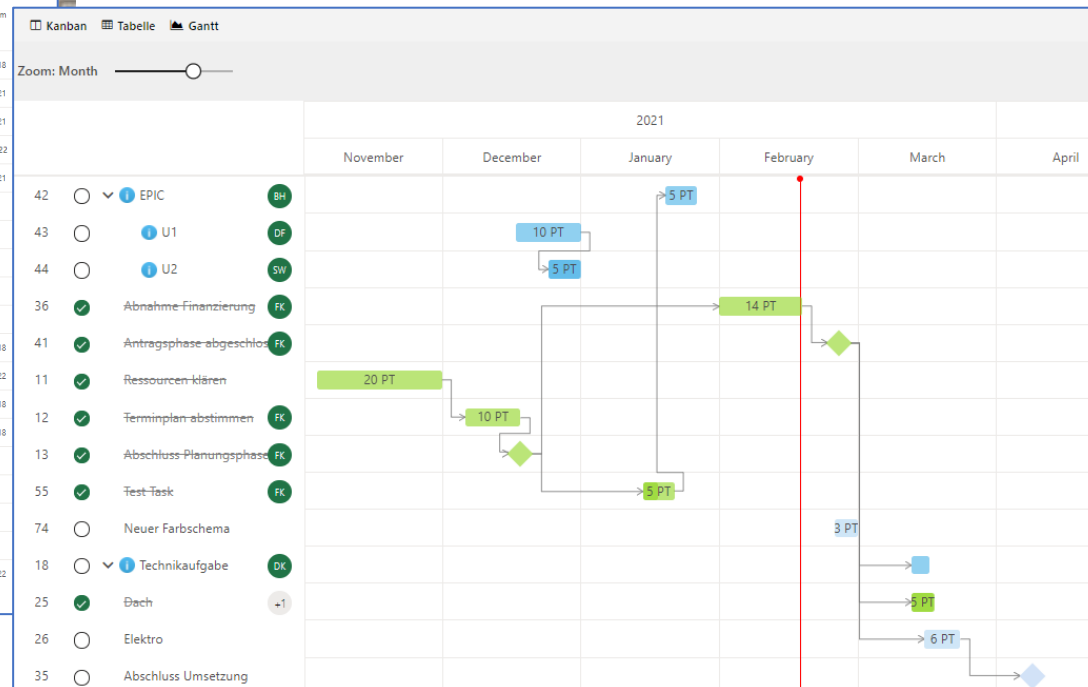 Kanban Tabelle Gantt
Zoom: Month
2021
November December January February March April
42 EPIC BH 5 PT
43 U1 DF 10 PT
44 U2 SW 5 PT
36 Abnahme Finanzierung FK 14 PT
41 Antragsphase abgeschlos FK
11 Ressourcen klären 20 PT
12 Terminplan abstimmen FK 10 PT
13 Abschluss Planungsphase FK
55 Test Task FK 5 PT
74 Neuer Farbschema 3 PT
18 Technikaufgabe DK
25 Dach +1 5 PT
26 Elektro 6 PT
35 Abschluss Umsetzung